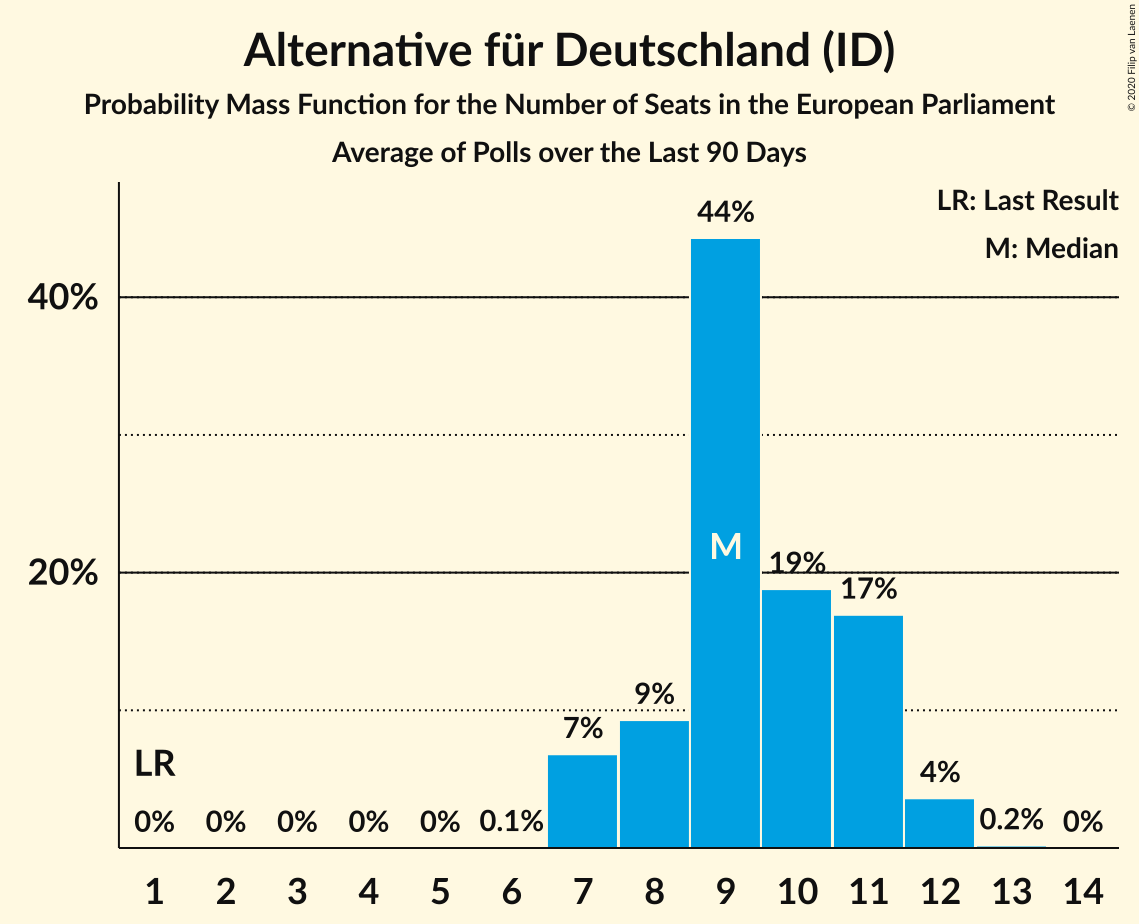 Alternative für Deutschland (ID)
Probability Mass Function for the Number of Seats in the European Parliament
Average of Polls over the Last 90 Days
© 2020 Filip van Laenen
LR: Last Result
M: Median
44%
40%
M
19%
20%
17%
9%
7%
LR
4%
0% 0% 0% 0% 0% 0.1% 0.2% 0%
1 2 3 4 5 6 7 8 9 10 11 12 13 14